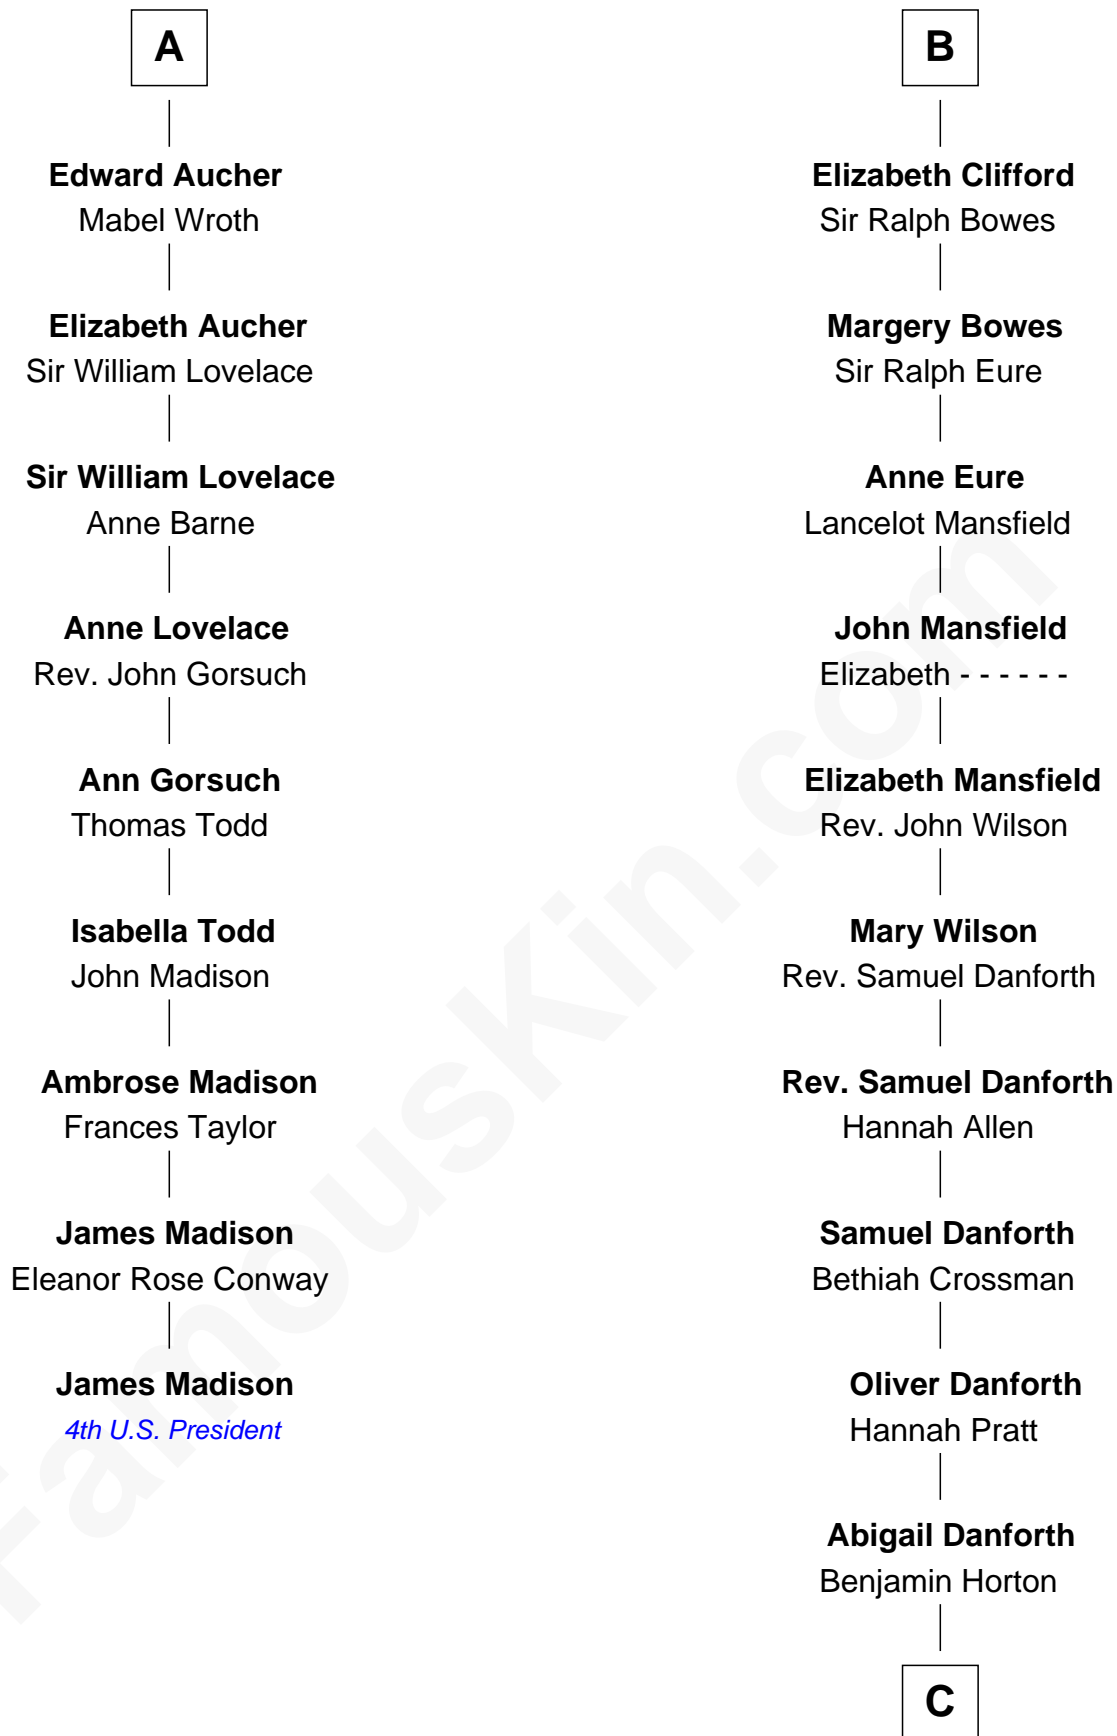 A
Edward Aucher
Mabel Wroth
Elizabeth Aucher
Sir William Lovelace
Sir William Lovelace
Anne Barne
Anne Lovelace
Rev. John Gorsuch
Ann Gorsuch
Thomas Todd
Isabella Todd
John Madison
Ambrose Madison
Frances Taylor
James Madison
Eleanor Rose Conway
James Madison
4th U.S. President
B
Elizabeth Clifford
Sir Ralph Bowes
Margery Bowes
Sir Ralph Eure
Anne Eure
Lancelot Mansfield
John Mansfield
Elizabeth - - - - - -
Elizabeth Mansfield
Rev. John Wilson
Mary Wilson
Rev. Samuel Danforth
Rev. Samuel Danforth
Hannah Allen
Samuel Danforth
Bethiah Crossman
Oliver Danforth
Hannah Pratt
Abigail Danforth
Benjamin Horton
C
FamousKin.com